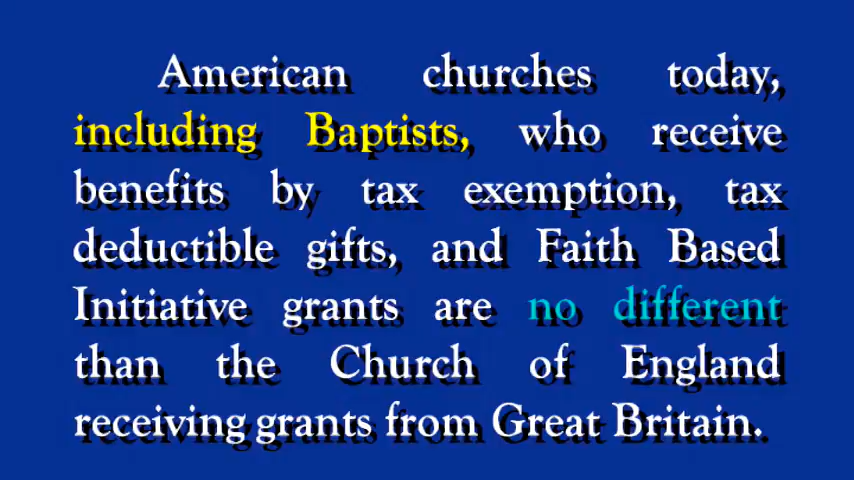 American churches today,
including Baptists, who receive
benefits by tax exemption, tax
deductible gifts, and Faith Based
Initiative grants are no different
than the Church of England
receiving grants from Great Britain.